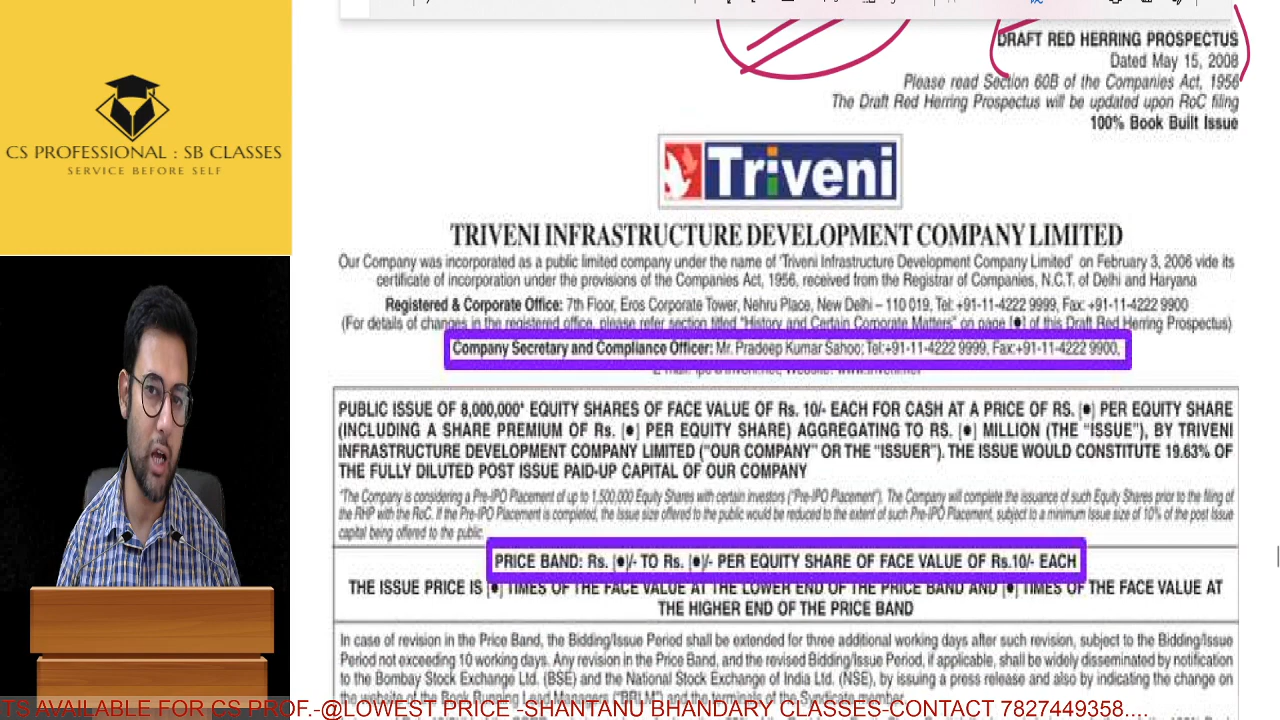 DRAFT RED HERRING PROSPECTUS
Dated May 15, 2008
Please read Section 60B of the Companies Act, 1956
The Draft Red Herring Prospectus will be updated upon RoC filing
100% Book Built Issue
CS PROFESSIONAL : SB CLASSES
SERVICE BEFORE SELF
Triveni
TRIVENI INFRASTRUCTURE DEVELOPMENT COMPANY LIMITED
Our Company was incorporated as a public limited company under the name of 'Triveni Infrastructure Development Company Limited' on February 3, 2006 vide its
certificate of incorporation under the provisions of the Companies Act, 1956, received from the Registrar of Companies, N.C.T. of Delhi and Haryana
Registered & Corporate Office: 7th Floor, Eros Corporate Tower, Nehru Place, New Delhi – 110 019, Tel: +91-11-4222 9999, Fax: +91-11-4222 9900
(For details of changes in the registered office, please refer section titled "History and Certain Corporate Matters" on page [●] of this Draft Red Herring Prospectus)
Company Secretary and Compliance Officer: Mr. Pradeep Kumar Sahoo; Tel:+91-11-4222 9999, Fax:+91-11-4222 9900,
PUBLIC ISSUE OF 8,000,000* EQUITY SHARES OF FACE VALUE OF Rs. 10/- EACH FOR CASH AT A PRICE OF RS. [●] PER EQUITY SHARE
(INCLUDING A SHARE PREMIUM OF Rs. [●] PER EQUITY SHARE) AGGREGATING TO RS. [●] MILLION (THE "ISSUE"), BY TRIVENI
INFRASTRUCTURE DEVELOPMENT COMPANY LIMITED ("OUR COMPANY" OR THE "ISSUER"). THE ISSUE WOULD CONSTITUTE 19.63% OF
THE FULLY DILUTED POST ISSUE PAID-UP CAPITAL OF OUR COMPANY
*The Company is considering a Pre-IPO Placement of up to 1,500,000 Equity Shares with certain investors ('Pre-IPO Placement'). The Company will complete the issuance of such Equity Shares prior to the filing of
the RHP with the RoC. If the Pre-IPO Placement is completed, the Issue size offered to the public would be reduced to the extent of such Pre-IPO Placement, subject to a minimum Issue size of 10% of the post Issue
capital being offered to the public.
PRICE BAND: Rs. [●]/- TO Rs. [●]/- PER EQUITY SHARE OF FACE VALUE OF Rs.10/- EACH
THE ISSUE PRICE IS [●] TIMES OF THE FACE VALUE AT THE LOWER END OF THE PRICE BAND AND [●] TIMES OF THE FACE VALUE AT
THE HIGHER END OF THE PRICE BAND
In case of revision in the Price Band, the Bidding/Issue Period shall be extended for three additional working days after such revision, subject to the Bidding/Issue
Period not exceeding 10 working days. Any revision in the Price Band, and the revised Bidding/Issue Period, if applicable, shall be widely disseminated by notification
to the Bombay Stock Exchange Ltd. (BSE) and the National Stock Exchange of India Ltd. (NSE), by issuing a press release and also by indicating the change on
the website of the Book Running Lead Managers ("BRLM") and the terminals of the Syndicate member.
TS AVAILABLE FOR CS PROF.-@LOWEST PRICE -SHANTANU BHANDARY CLASSES-CONTACT 7827449358....